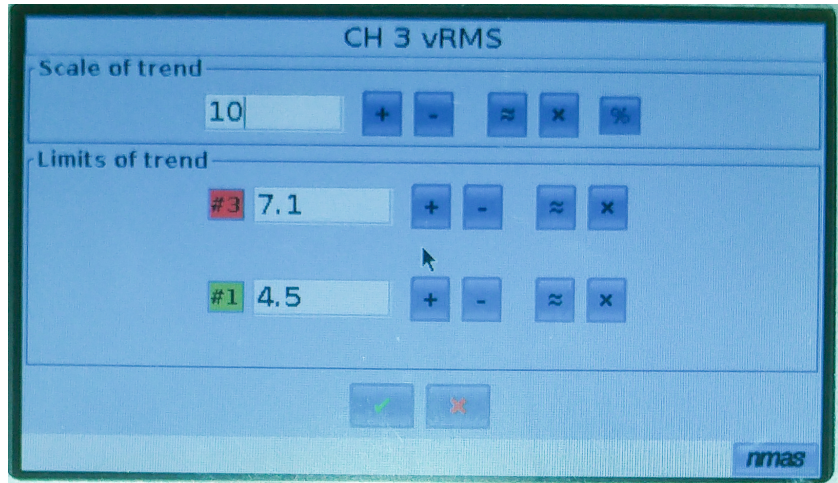 CH 3 vRMS
Scale of trend
10 + - ≈ × %
Limits of trend
#3 7.1 + - ≈ ×
#1 4.5 + - ≈ ×
nmas